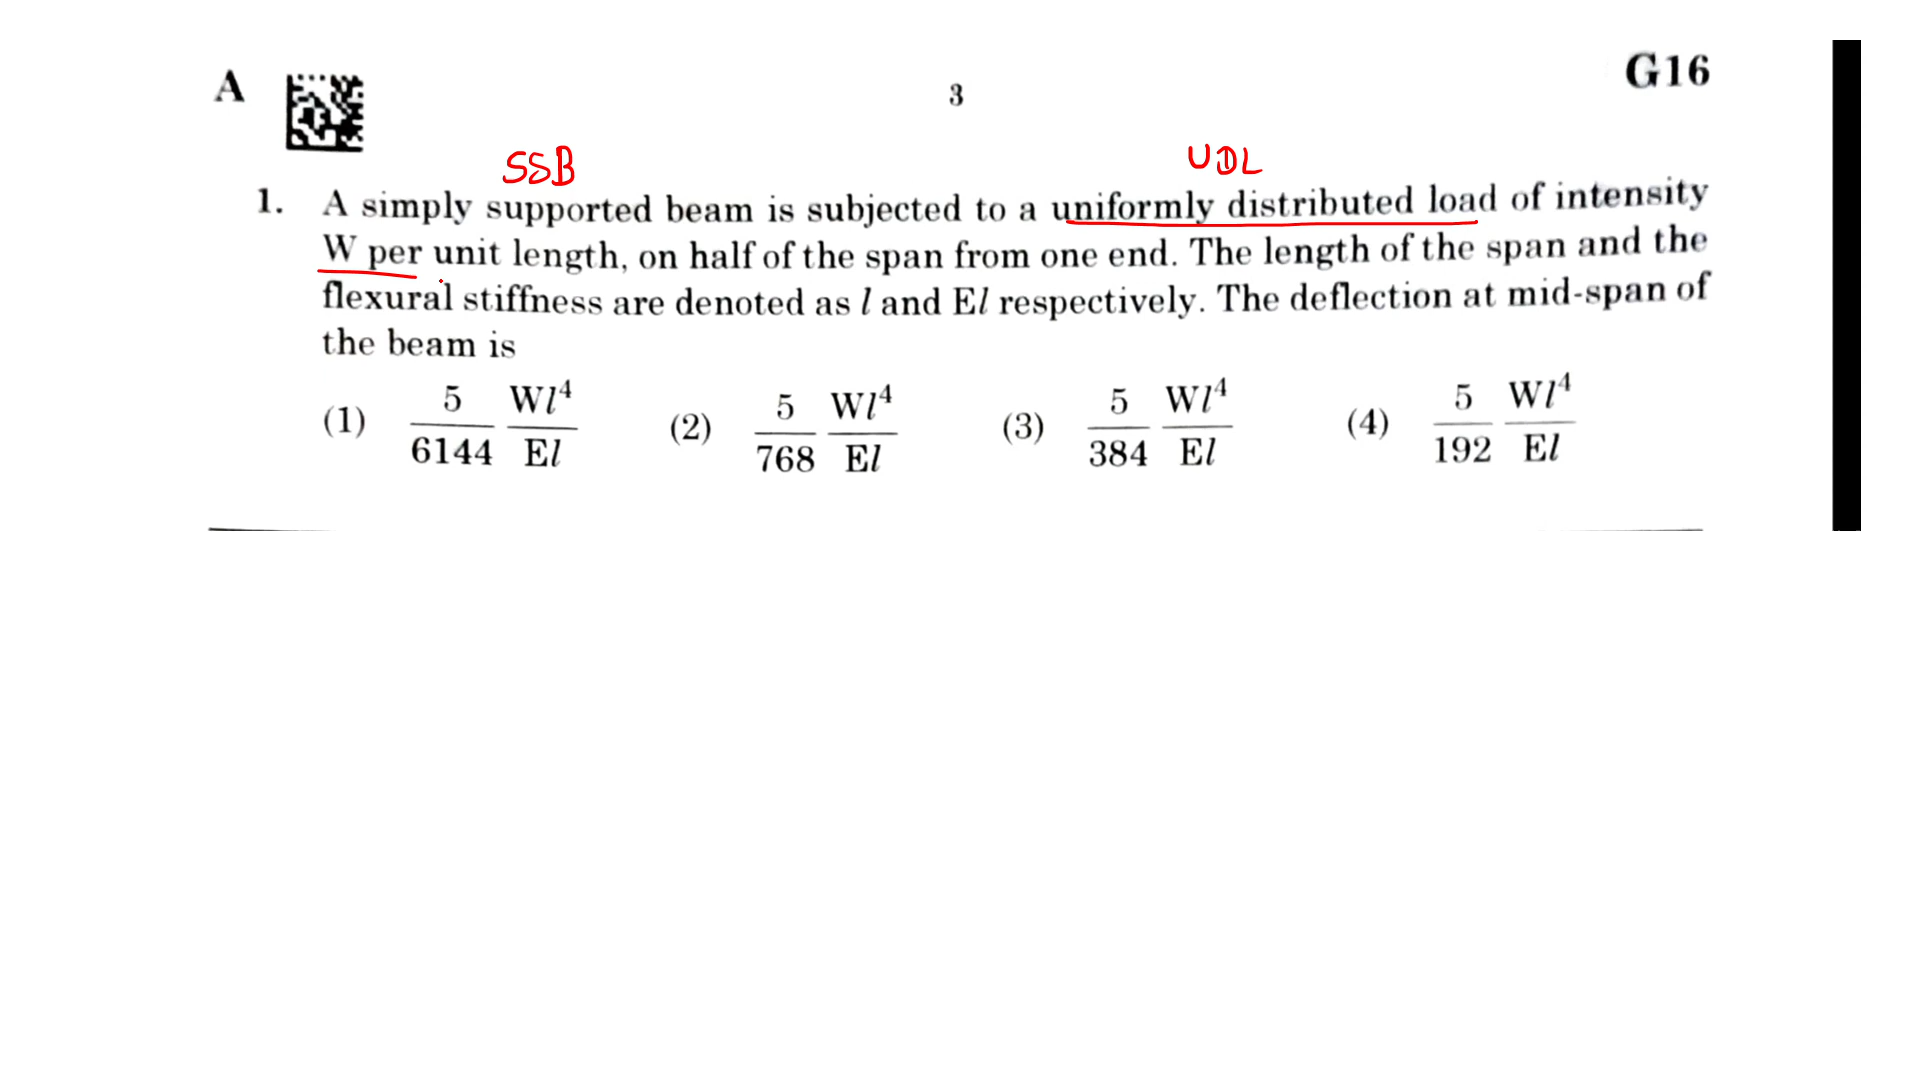 A 3 G16
SSB UDL
1. A simply supported beam is subjected to a uniformly distributed load of intensity
W per unit length, on half of the span from one end. The length of the span and the
flexural stiffness are denoted as l and El respectively. The deflection at mid-span of
the beam is
(1) 5/6144 Wl⁴/El (2) 5/768 Wl⁴/El (3) 5/384 Wl⁴/El (4) 5/192 Wl⁴/El